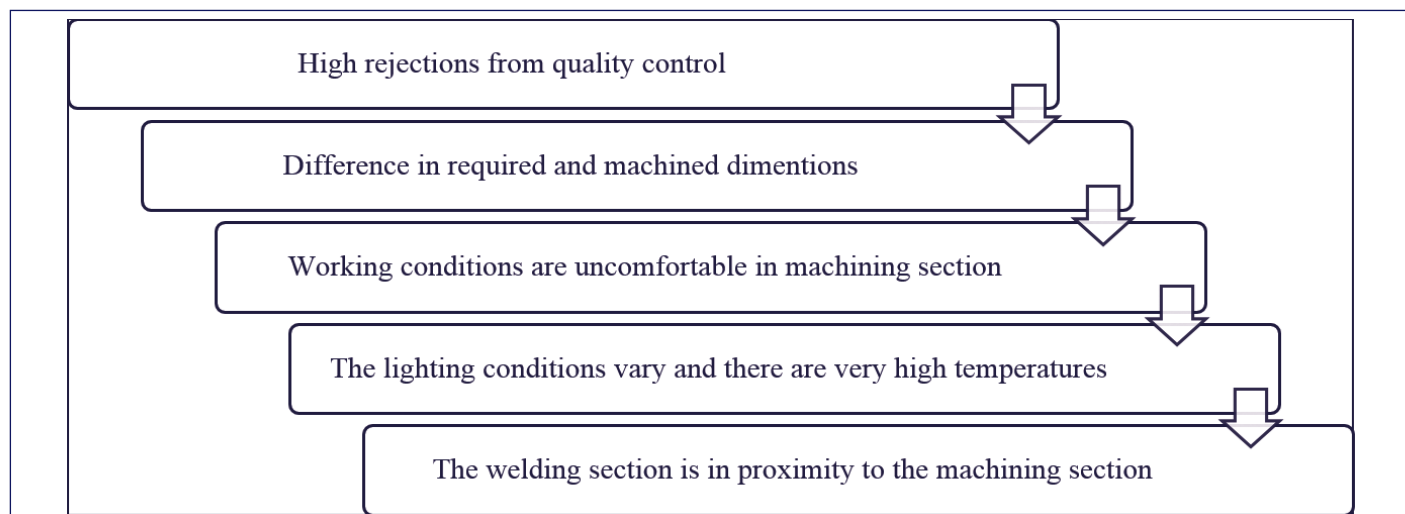 High rejections from quality control
Difference in required and machined dimentions
Working conditions are uncomfortable in machining section
The lighting conditions vary and there are very high temperatures
The welding section is in proximity to the machining section